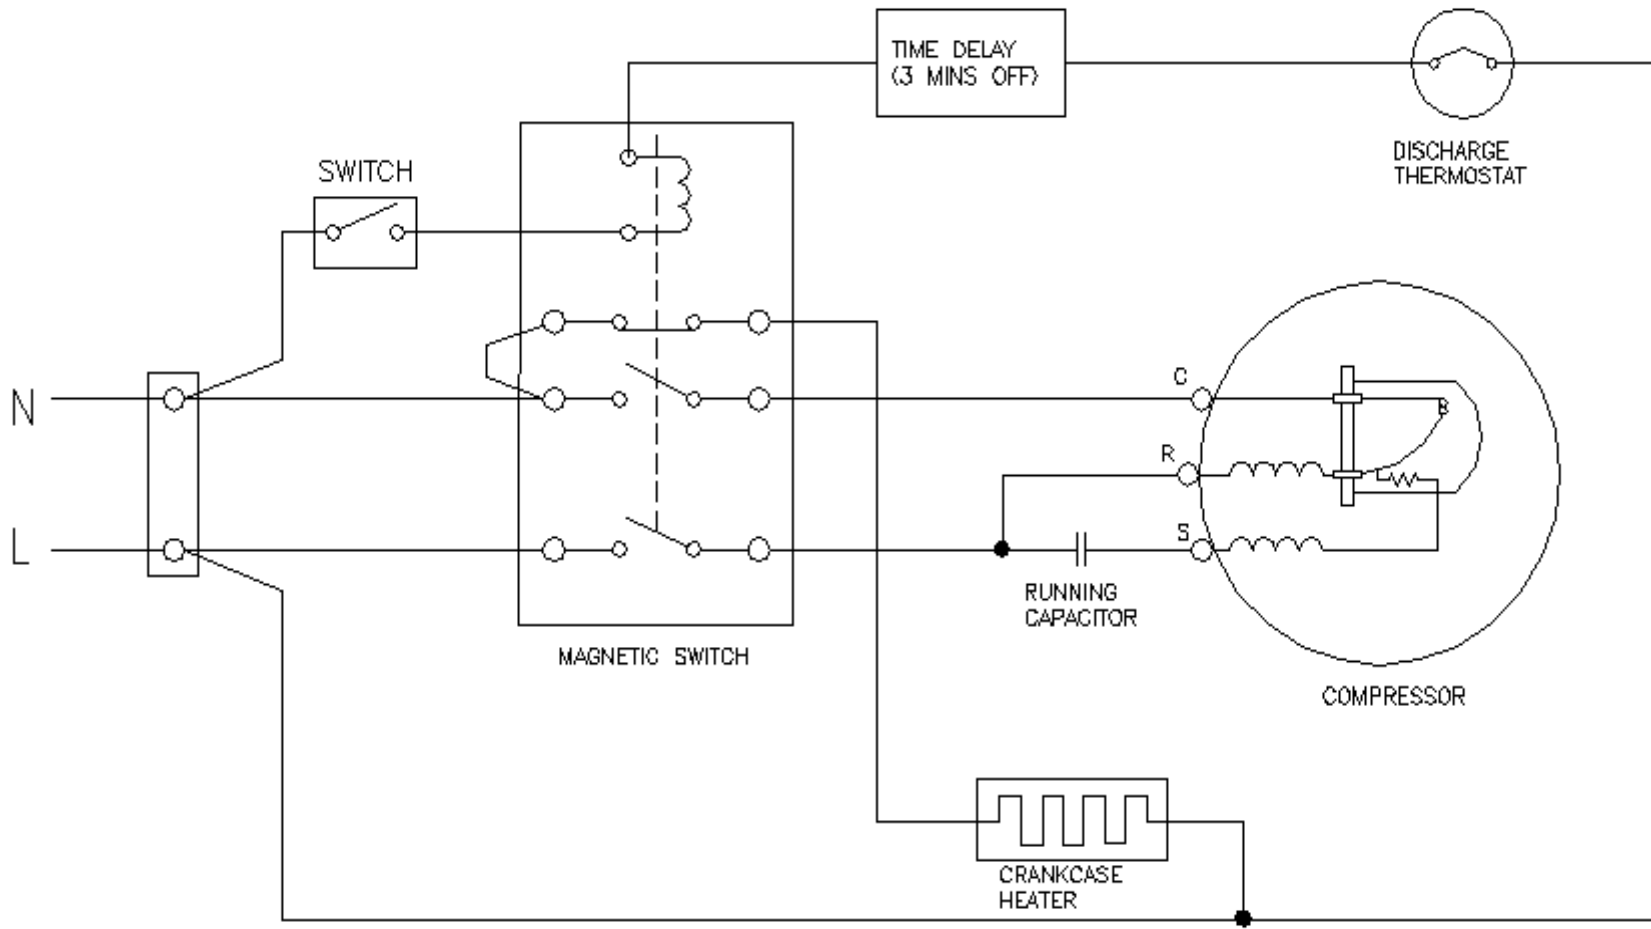 TIME DELAY
(3 MINS OFF)
DISCHARGE
THERMOSTAT
SWITCH
N
L
C
R
S
RUNNING
CAPACITOR
MAGNETIC SWITCH
COMPRESSOR
CRANKCASE
HEATER